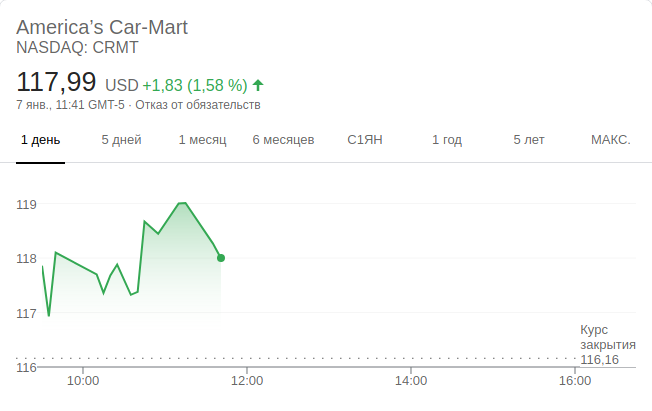 America’s Car-Mart
NASDAQ: CRMT
117,99 USD +1,83 (1,58 %)
7 янв., 11:41 GMT-5 · Отказ от обязательств
1 день 5 дней 1 месяц 6 месяцев С1ЯН 1 год 5 лет МАКС.
119
118
117
Курс
закрытия
116,16
116
10:00 12:00 14:00 16:00